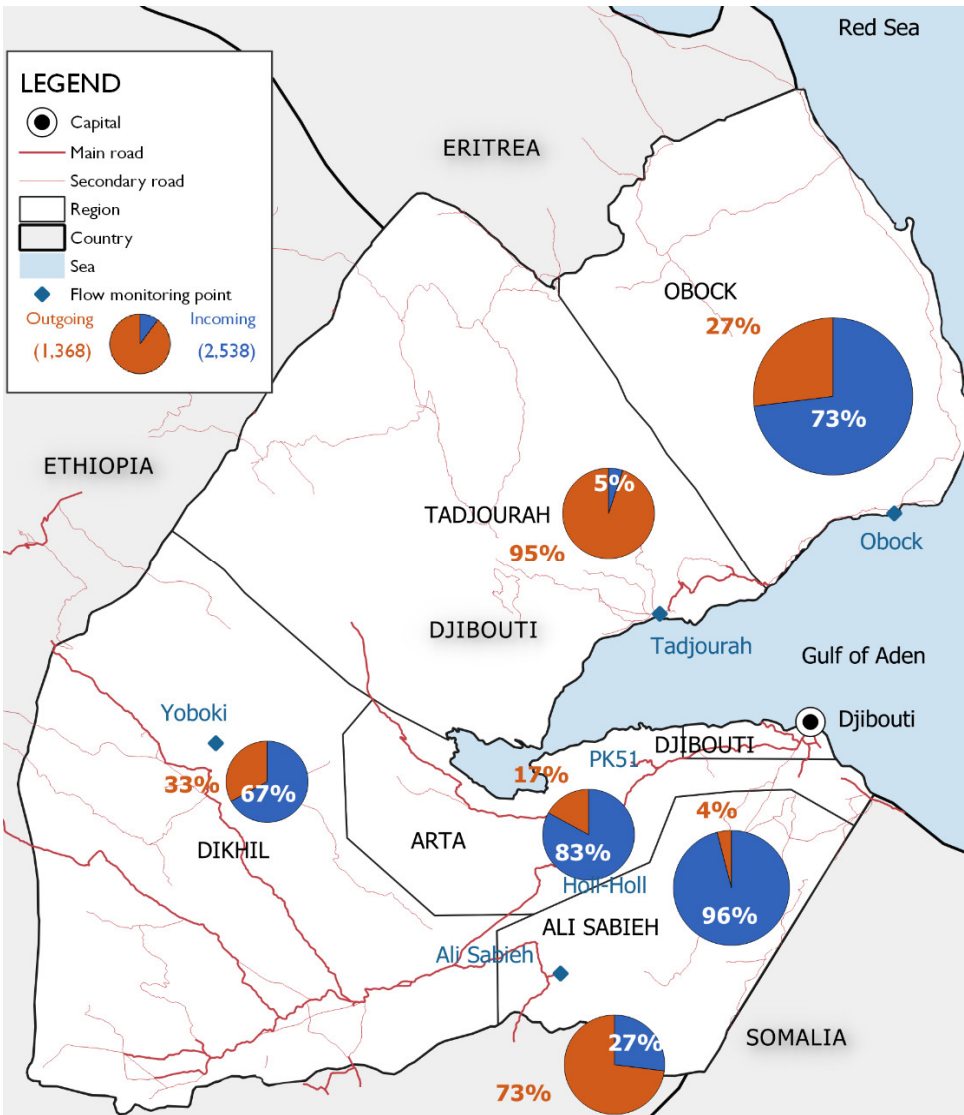 Red Sea
LEGEND
Capital
Main road
Secondary road
Region
Country
Sea
Flow monitoring point
Outgoing
(1,368)
Incoming
(2,538)
ERITREA
OBOCK
27%
73%
ETHIOPIA
TADJOURAH
5%
95%
Obock
DJIBOUTI
Tadjourah
Gulf of Aden
Yoboki
33%
67%
DIKHIL
Djibouti
DJIBOUTI
PK51
17%
83%
ARTA
Holl-Holl
4%
96%
ALI SABIEH
Ali Sabieh
SOMALIA
27%
73%